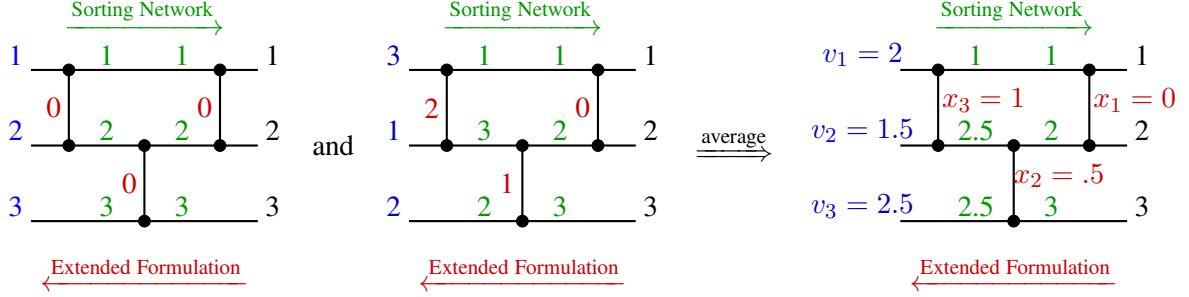 Sorting Network Sorting Network Sorting Network
1 1 1 1 3 1 1 1 v₁ = 2 1 1 1
0 0 2 0 x₃ = 1 x₁ = 0
2 2 2 2 and 1 3 2 2 average v₂ = 1.5 2.5 2 2
0 1 x₂ = .5
3 3 3 3 2 2 3 3 v₃ = 2.5 2.5 3 3
Extended Formulation Extended Formulation Extended Formulation